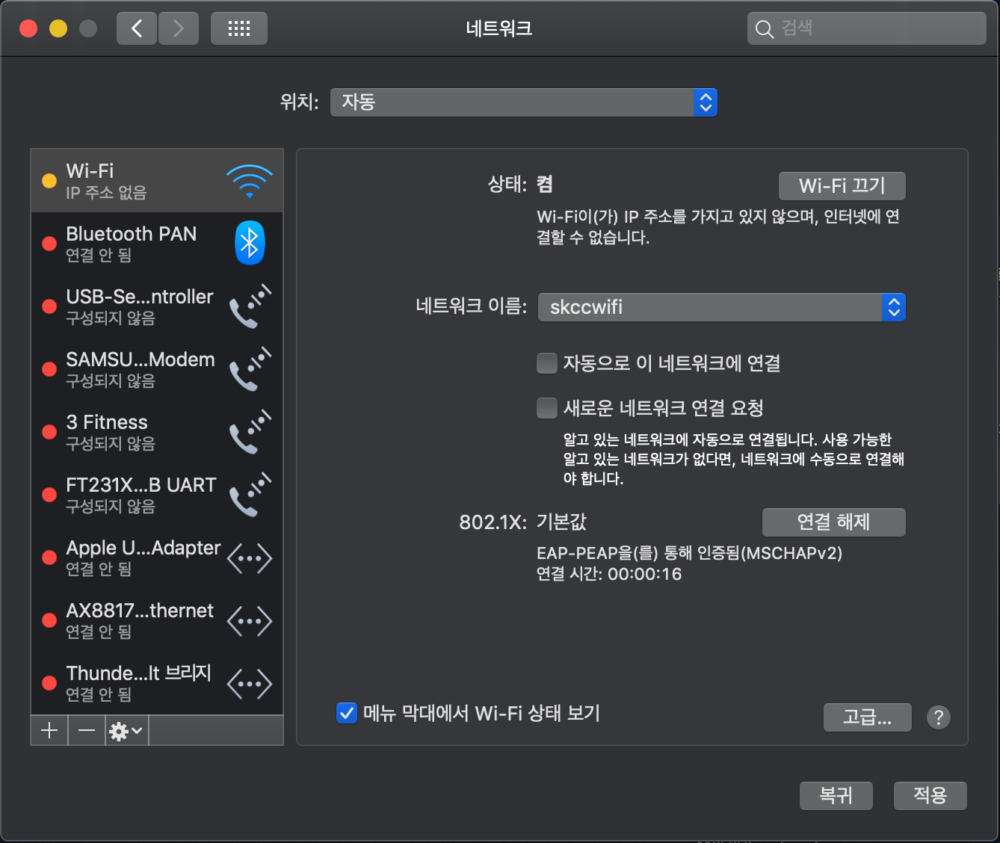 네트워크
검색
위치: 자동
Wi-Fi
IP 주소 없음
Bluetooth PAN
연결 안 됨
USB-Se...ntroller
구성되지 않음
SAMSU...Modem
구성되지 않음
3 Fitness
구성되지 않음
FT231X...B UART
구성되지 않음
Apple U...Adapter
연결 안 됨
AX8817...thernet
연결 안 됨
Thunde...lt 브리지
연결 안 됨
상태: 켬
Wi-Fi 끄기
Wi-Fi이(가) IP 주소를 가지고 있지 않으며, 인터넷에 연
결할 수 없습니다.
네트워크 이름: skccwifi
자동으로 이 네트워크에 연결
새로운 네트워크 연결 요청
알고 있는 네트워크에 자동으로 연결됩니다. 사용 가능한
알고 있는 네트워크가 없다면, 네트워크에 수동으로 연결해
야 합니다.
802.1X: 기본값
연결 해제
EAP-PEAP을(를) 통해 인증됨(MSCHAPv2)
연결 시간: 00:00:16
메뉴 막대에서 Wi-Fi 상태 보기
고급...
?
복귀
적용